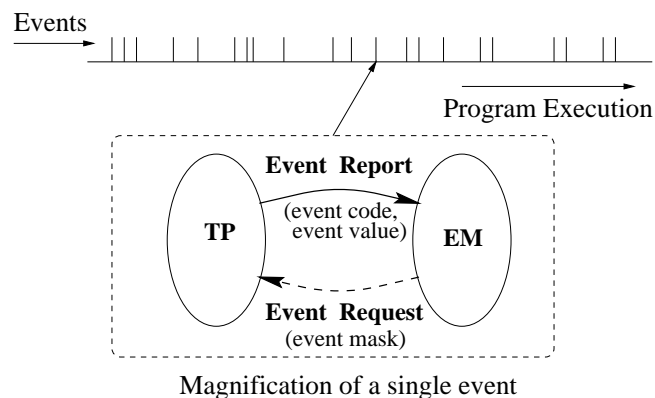 Events
Program Execution
Event Report
(event code,
event value)
TP
EM
Event Request
(event mask)
Magnification of a single event